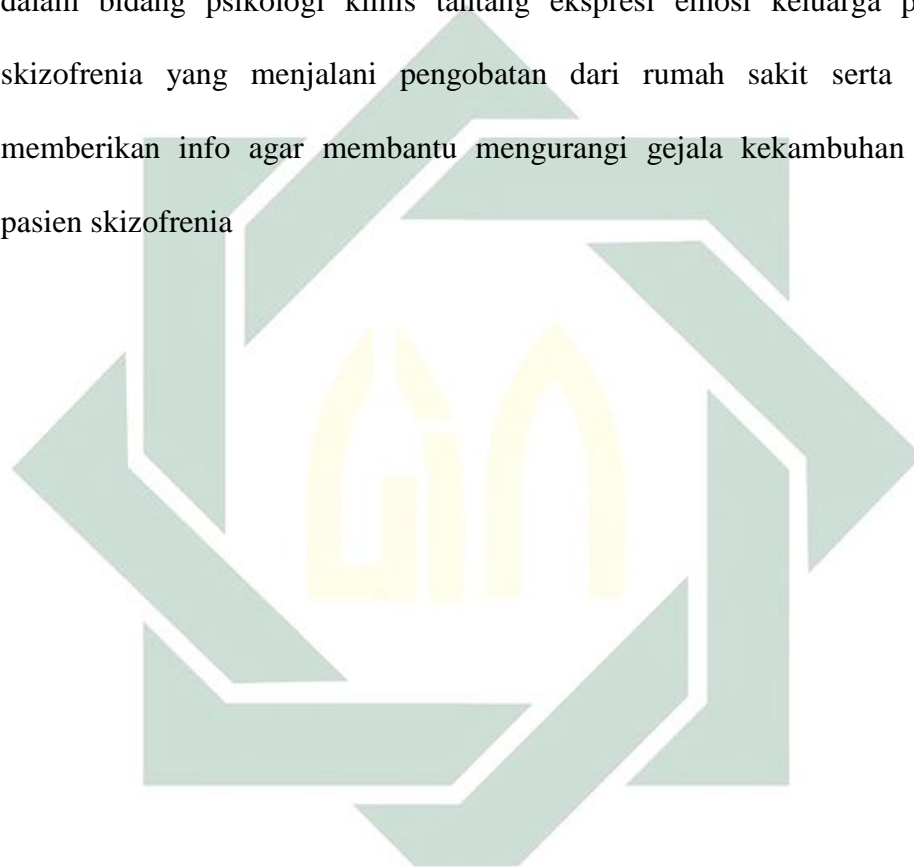 dalam bidang psikologi klinis tantang ekspresi emosi keluarga
skizofrenia yang menjalani pengobatan dari rumah sakit serta
memberikan info agar membantu mengurangi gejala kekambuhan
pasien skizofrenia